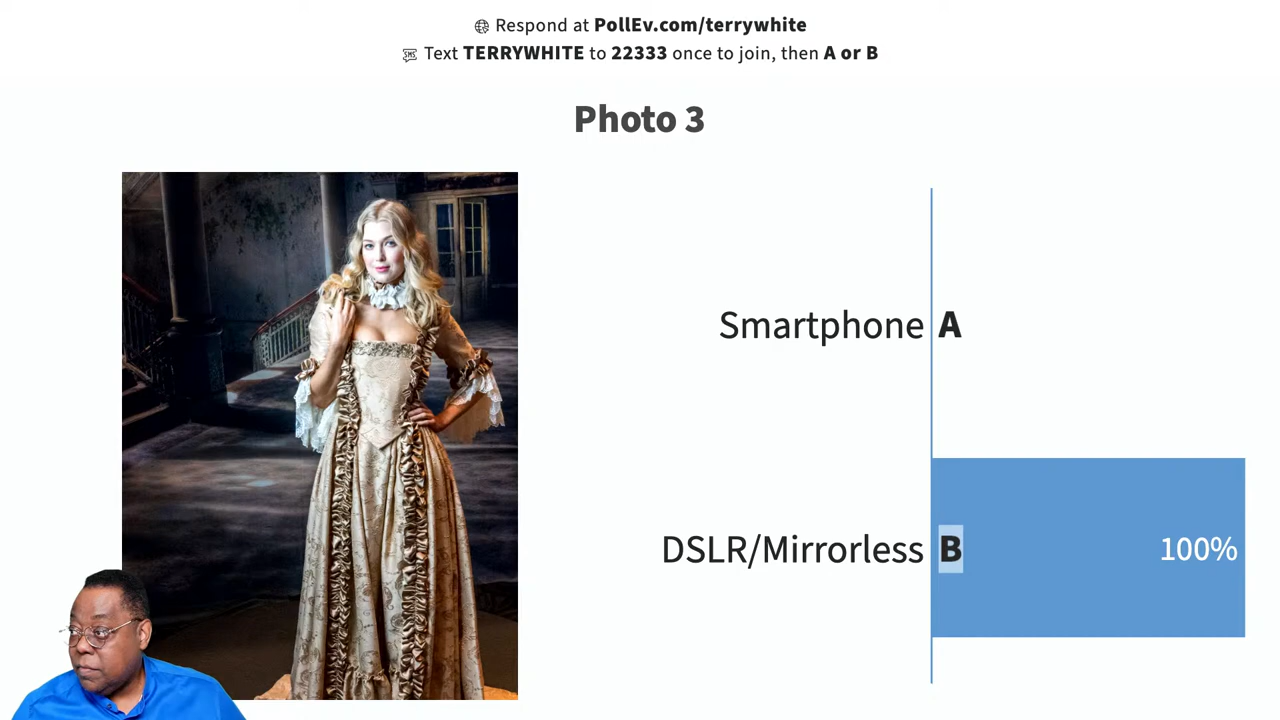 Respond at PollEv.com/terrywhite
Text TERRYWHITE to 22333 once to join, then A or B
Photo 3
Smartphone A
DSLR/Mirrorless B 100%